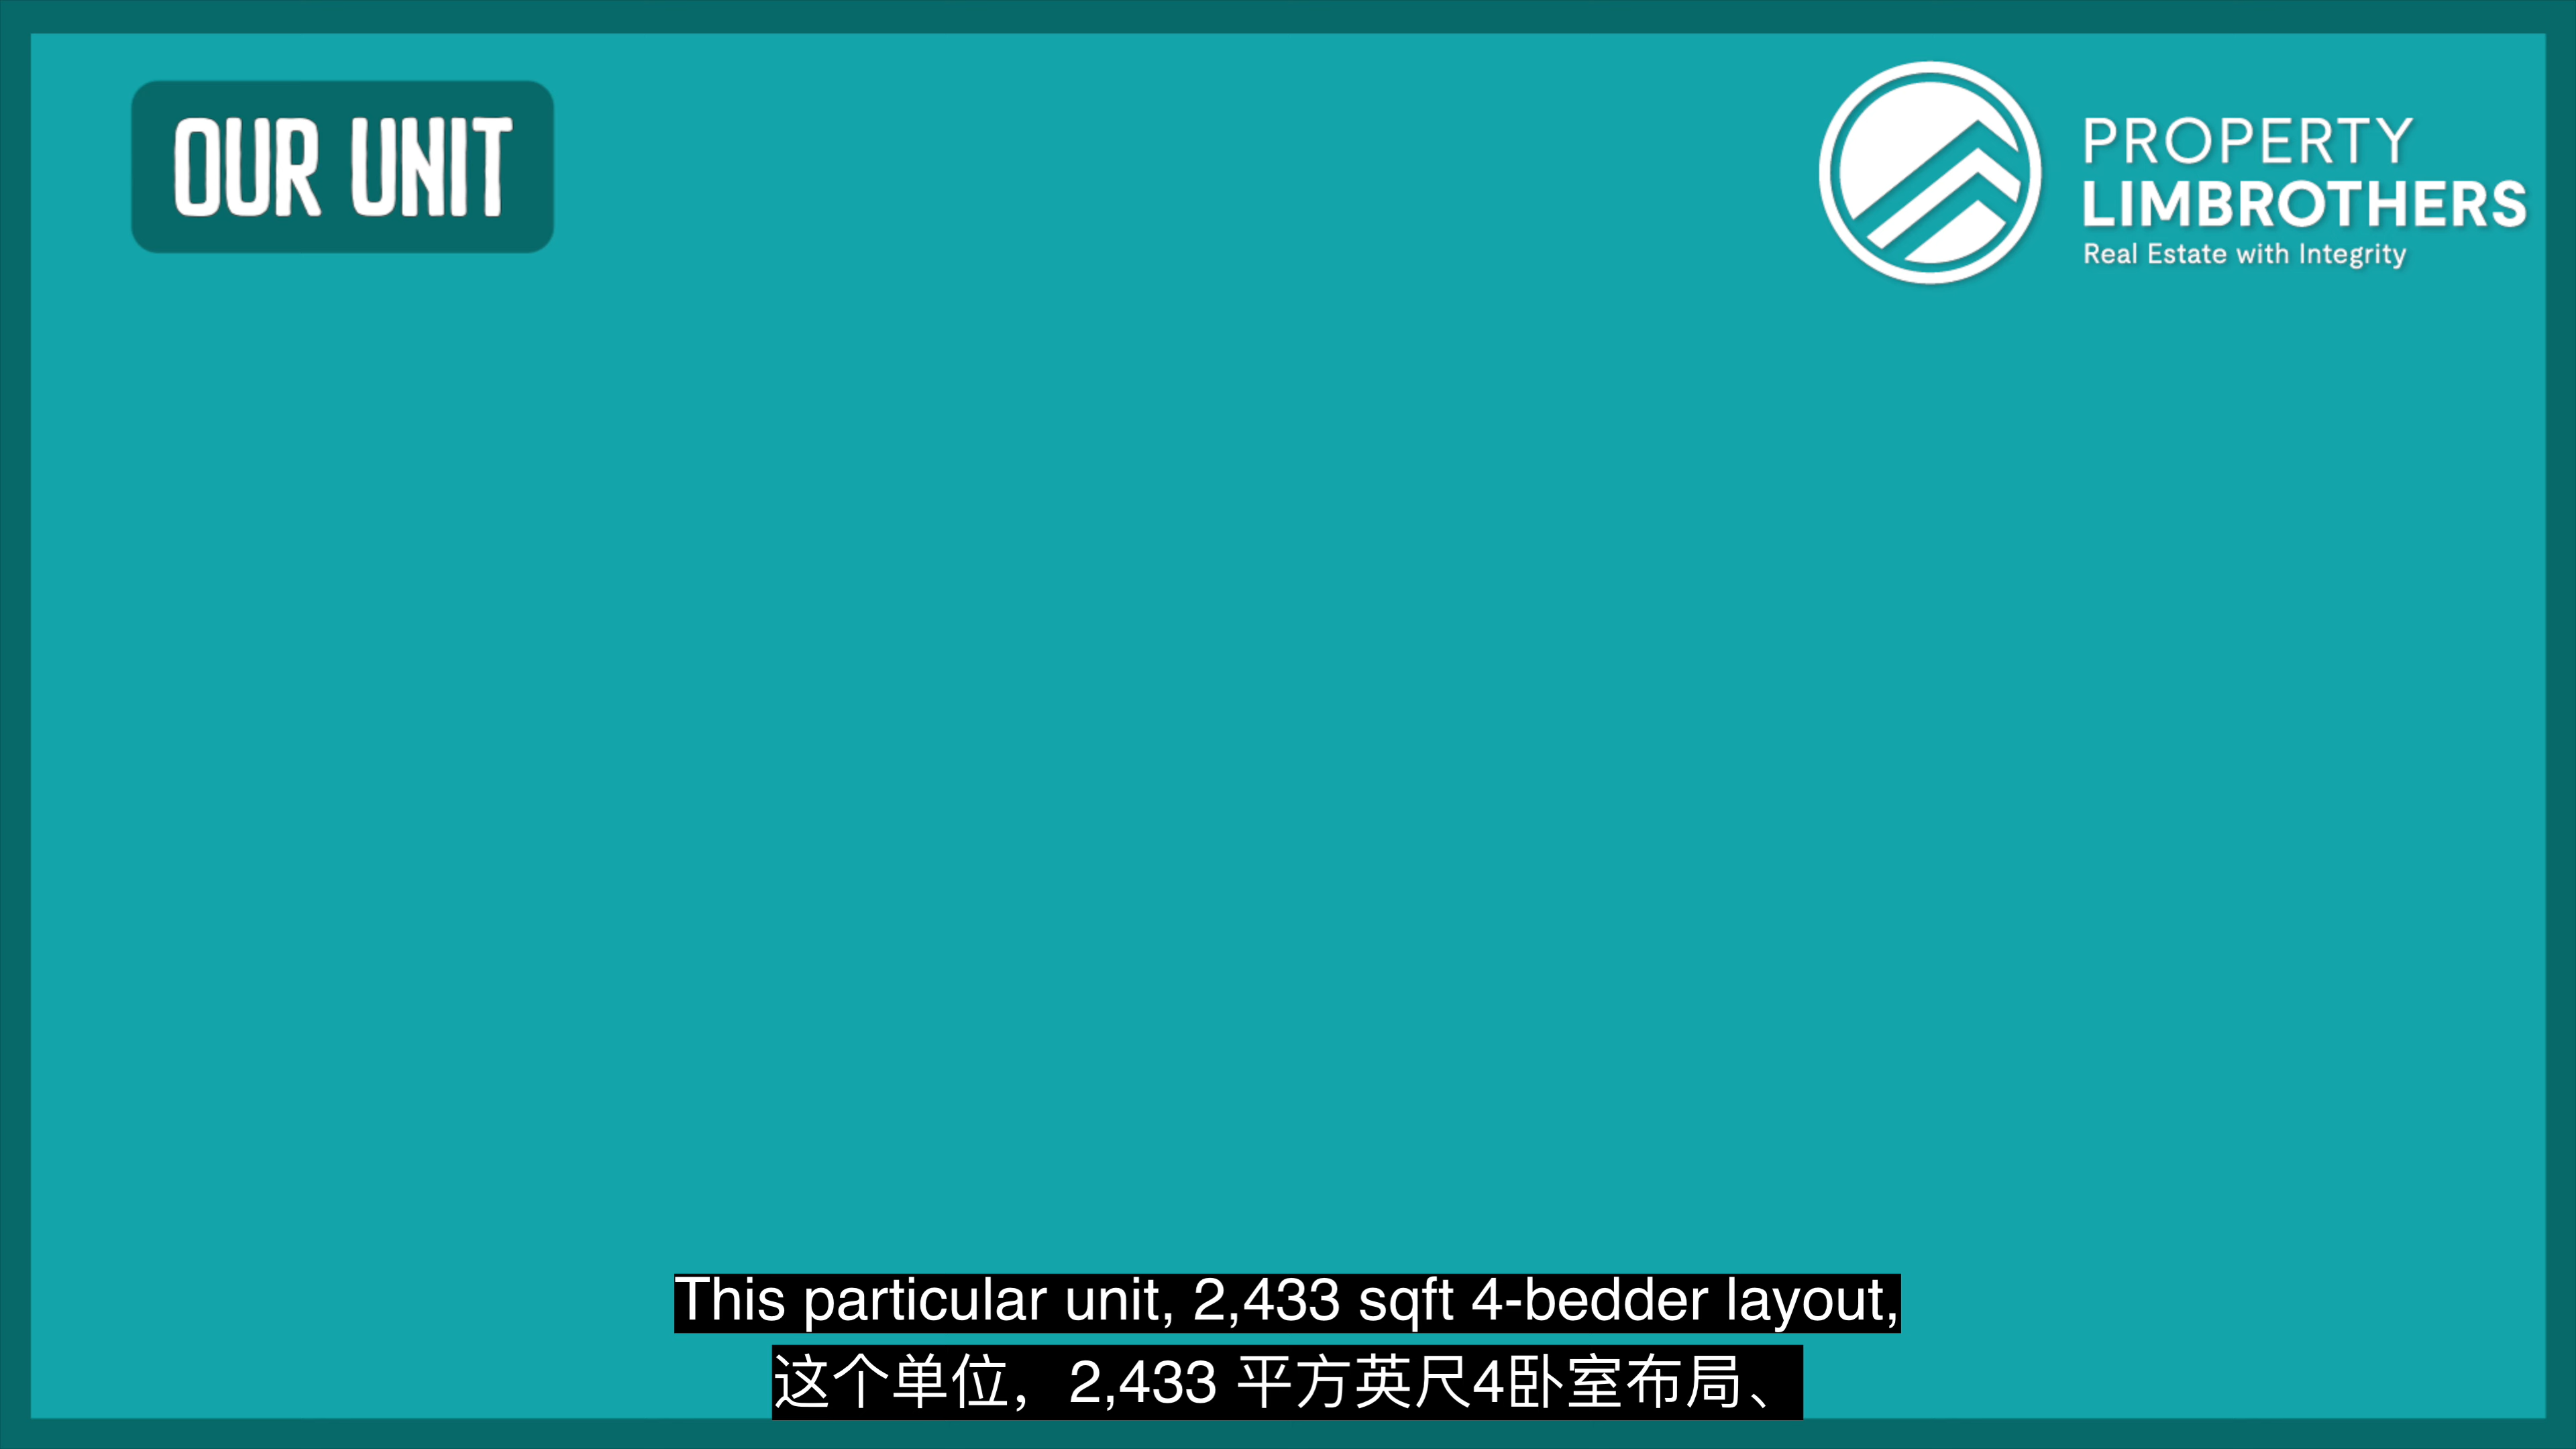 OUR UNIT
PROPERTY
LIMBROTHERS
Real Estate with Integrity
This particular unit, 2,433 sqft 4-bedder layout,
这个单位，2,433 平方英尺4卧室布局、